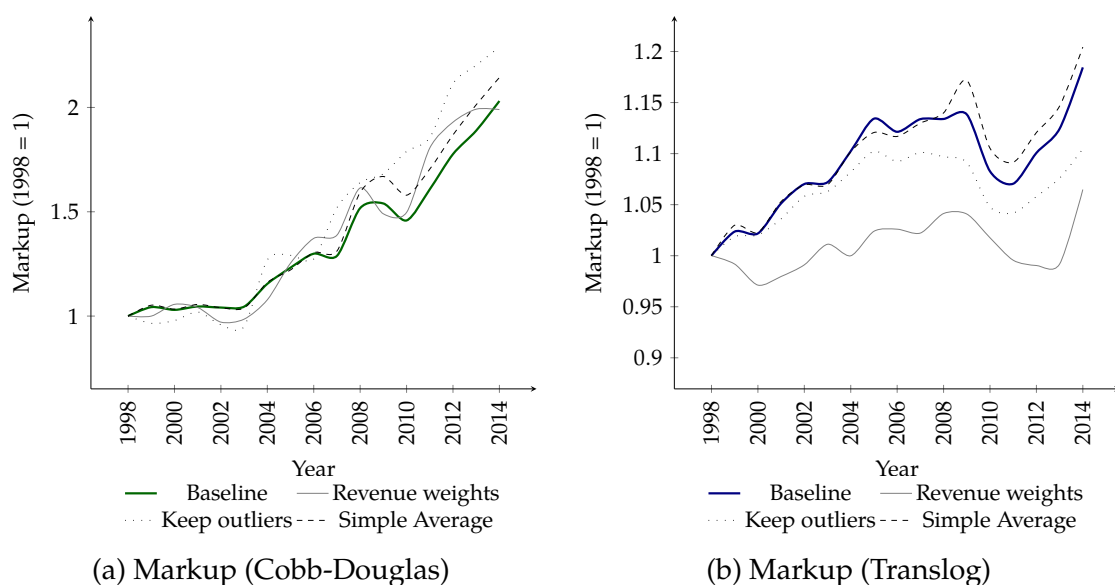 2
1.5
1
Markup (1998 = 1)
1998
2000
2002
2004
2006
2008
2010
2012
2014
Year
Baseline Revenue weights
Keep outliers Simple Average
(a) Markup (Cobb-Douglas)
1.2
1.15
1.1
1.05
1
0.95
0.9
Markup (1998 = 1)
1998
2000
2002
2004
2006
2008
2010
2012
2014
Year
Baseline Revenue weights
Keep outliers Simple Average
(b) Markup (Translog)